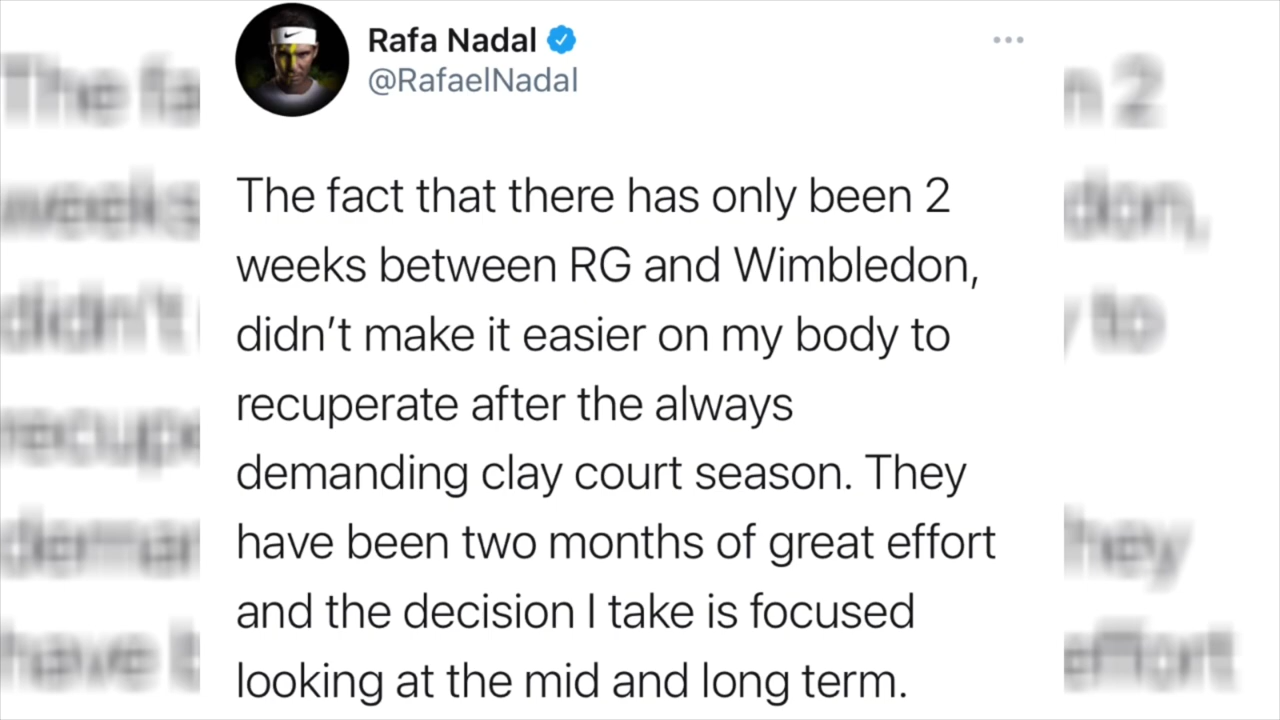 Rafa Nadal
@RafaelNadal
The fact that there has only been 2
weeks between RG and Wimbledon,
didn’t make it easier on my body to
recuperate after the always
demanding clay court season. They
have been two months of great effort
and the decision I take is focused
looking at the mid and long term.